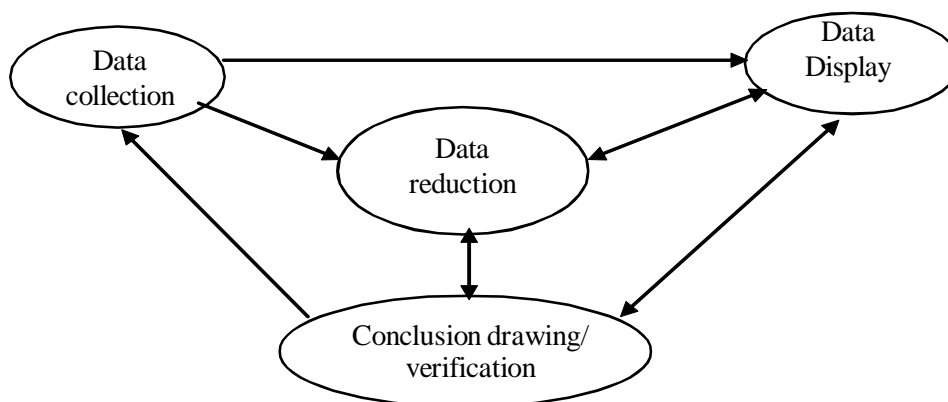 Data
collection
Data
Display
Data
reduction
Conclusion drawing/
verification